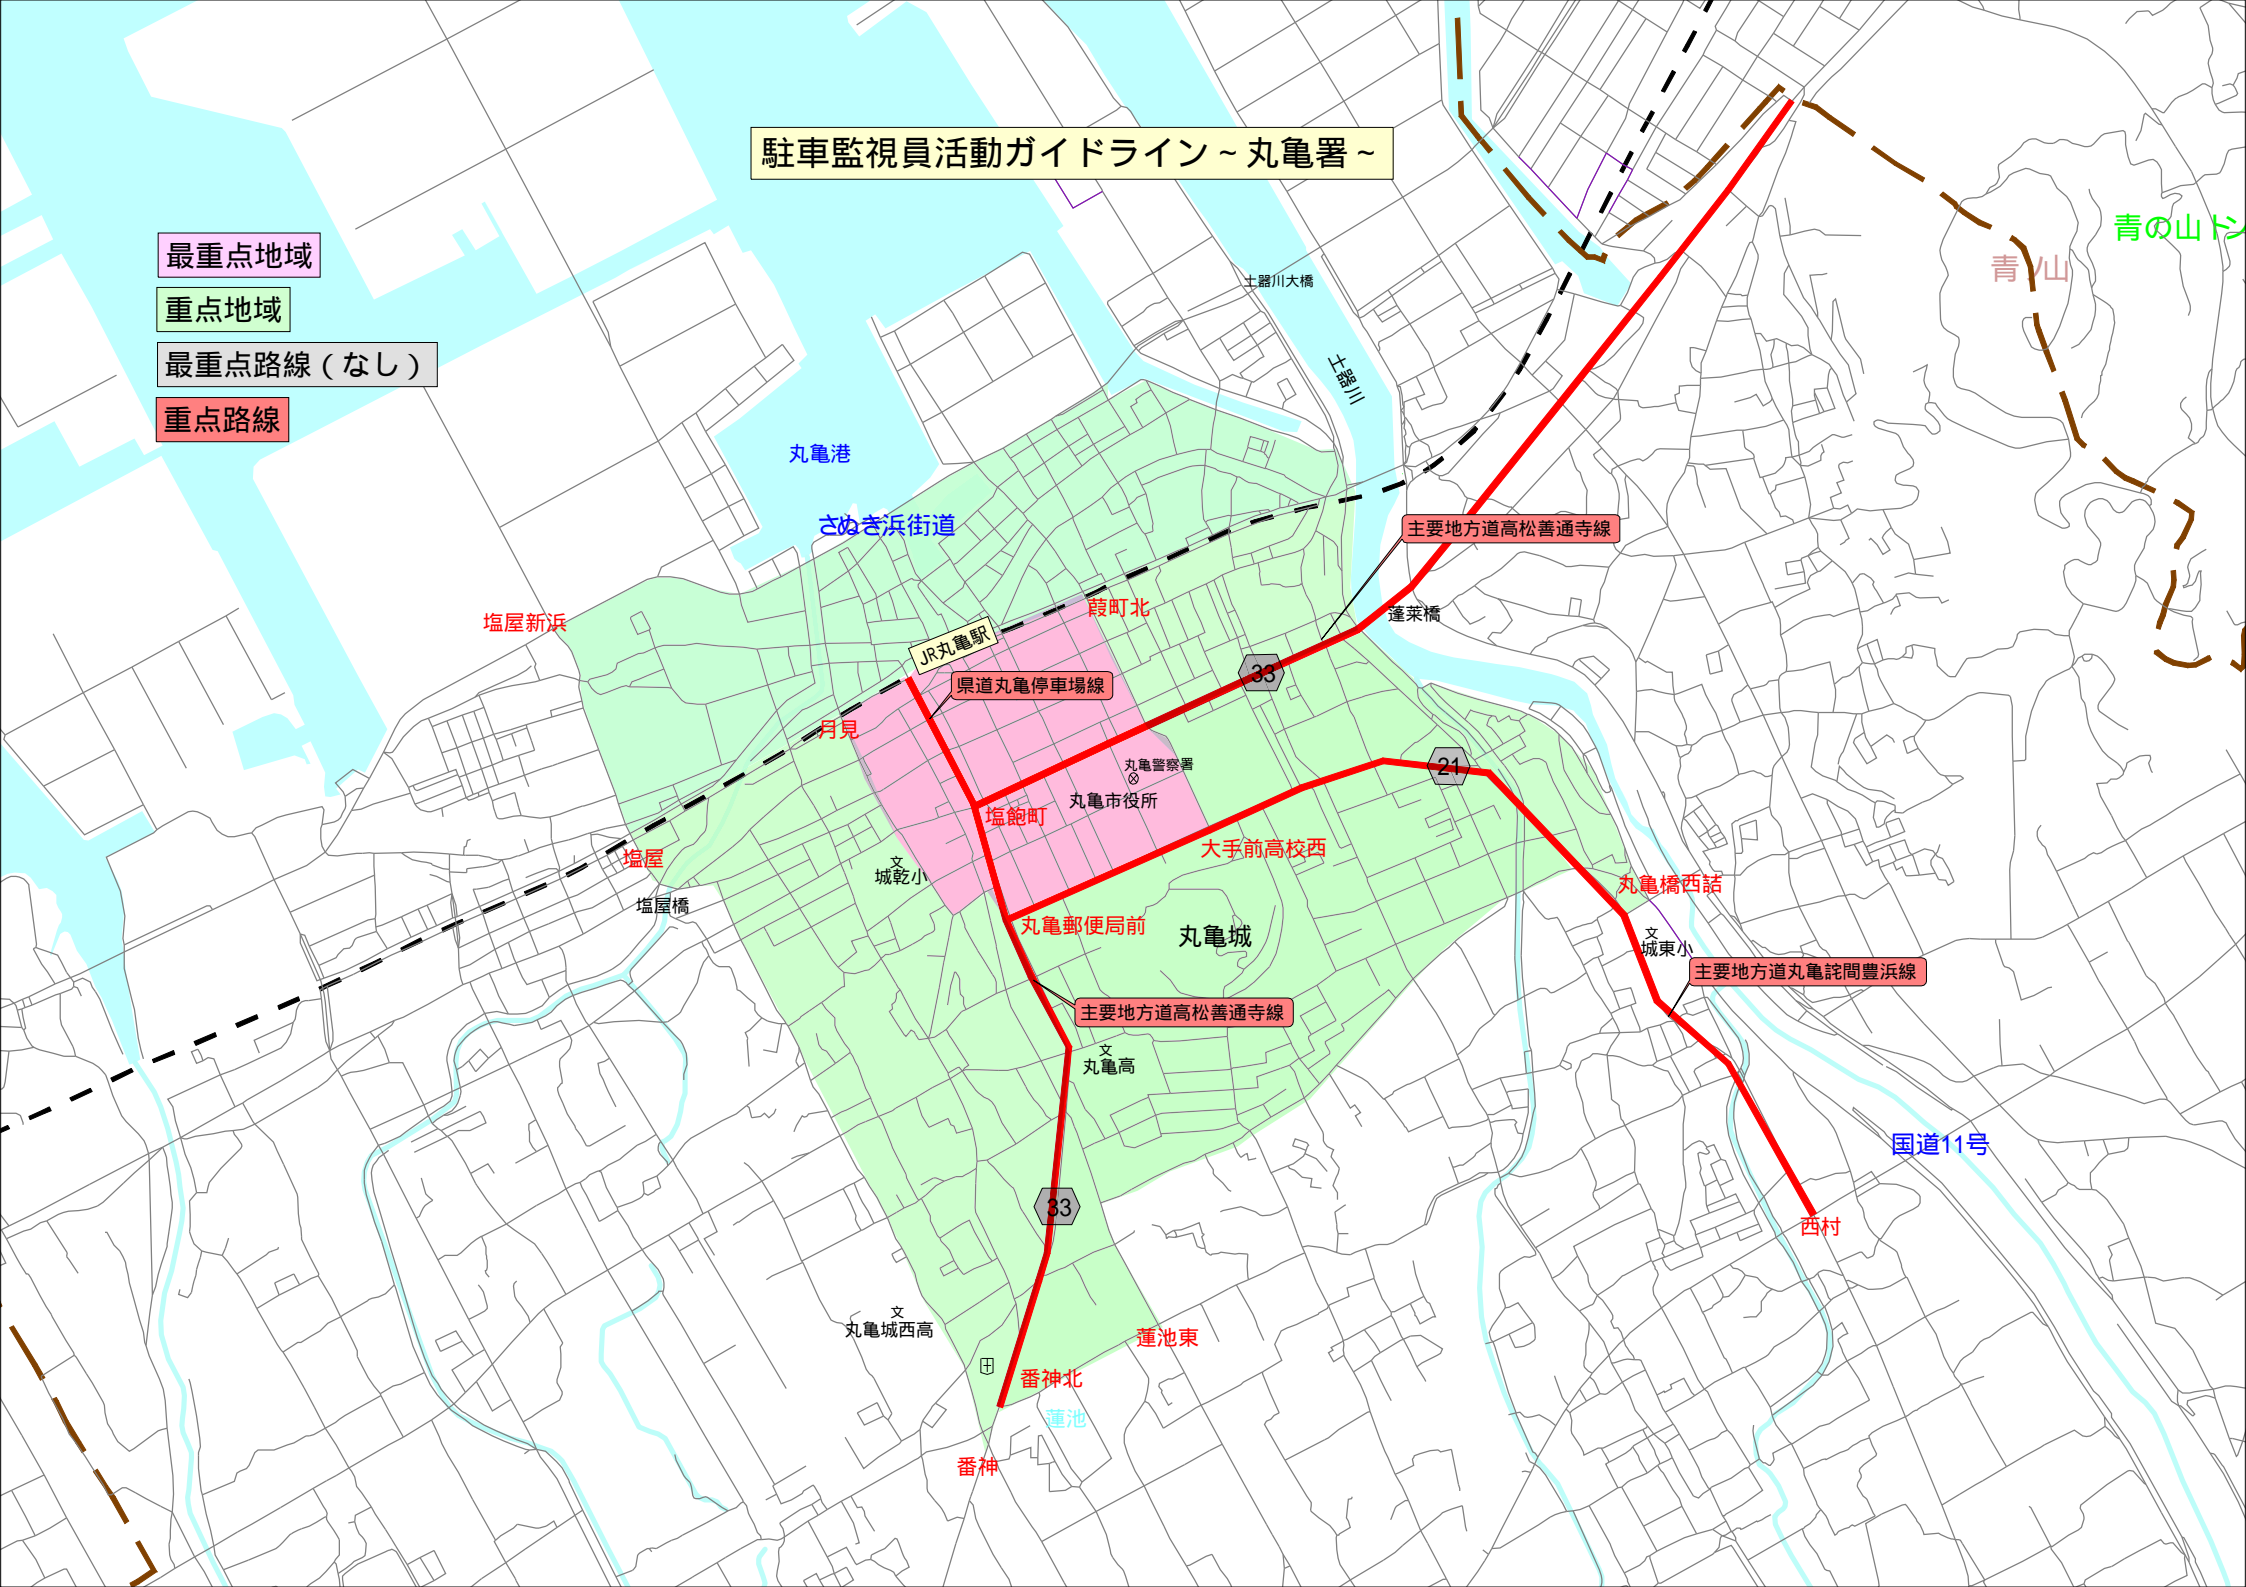 駐車監視員活動ガイドライン～丸亀署～
最重点地域
重点地域
最重点路線（なし）
重点路線
青の山トン
青ノ山
土器川大橋
土器川
丸亀港
さぬき浜街道
主要地方道高松善通寺線
塩屋新浜
葭町北
蓬莱橋
JR丸亀駅
33
県道丸亀停車場線
月見
丸亀警察署
21
丸亀市役所
塩飽町
大手前高校西
塩屋
文
城乾小
丸亀橋西詰
塩屋橋
丸亀郵便局前
丸亀城
文
城東小
主要地方道丸亀詫間豊浜線
主要地方道高松善通寺線
文
丸亀高
国道11号
33
西村
文
丸亀城西高
蓮池東
番神北
蓮池
番神